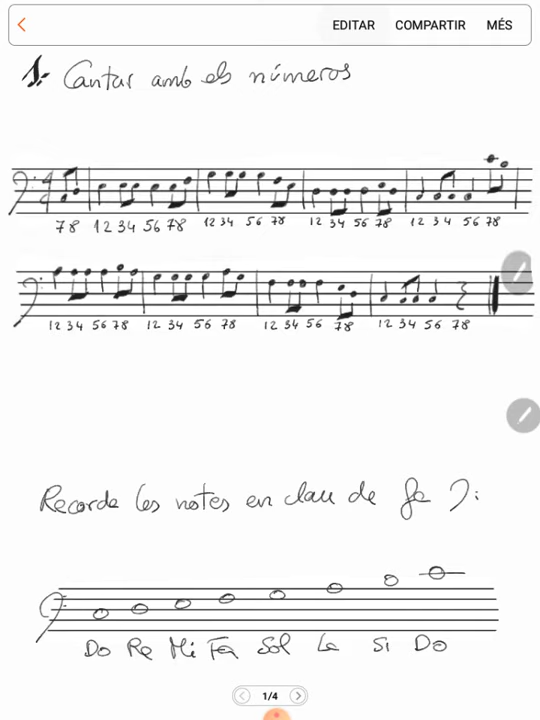 EDITAR COMPARTIR MÉS
1.- Cantar amb els números
4 4
78 12 34 56 78 12 34 56 78 12 34 56 78 12 34 56 78
12 34 56 78 12 34 56 78 12 34 56 78 12 34 56 78
Recorda les notes en clau de fa :
Do Re Mi Fa Sol La Si Do
1/4